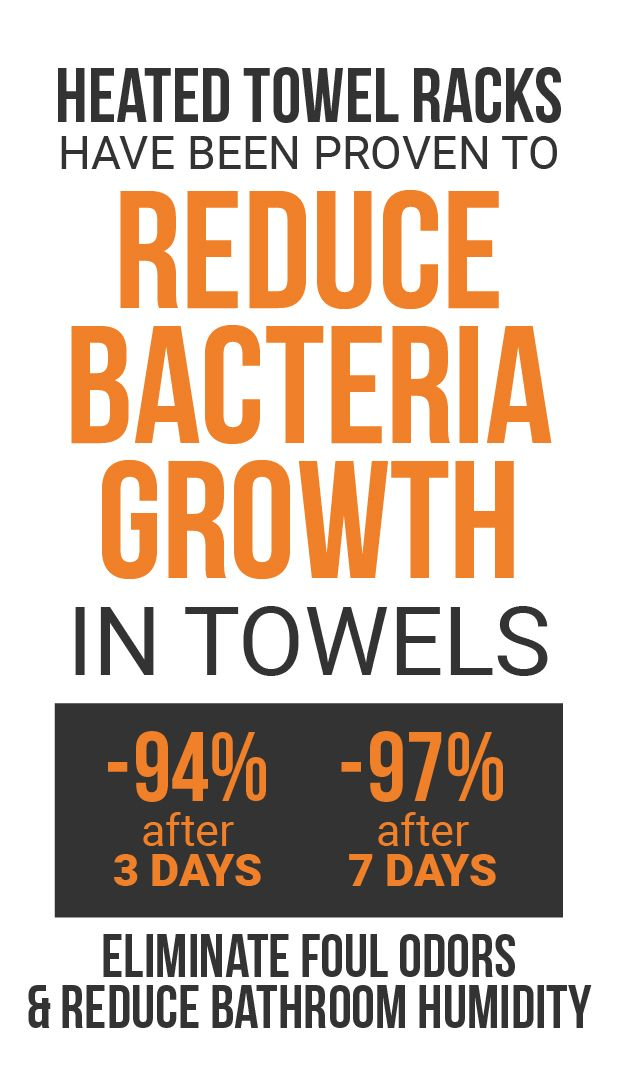 HEATED TOWEL RACKS
HAVE BEEN PROVEN TO
REDUCE
BACTERIA
GROWTH
IN TOWELS
-94%
after
3 DAYS
-97%
after
7 DAYS
ELIMINATE FOUL ODORS
& REDUCE BATHROOM HUMIDITY